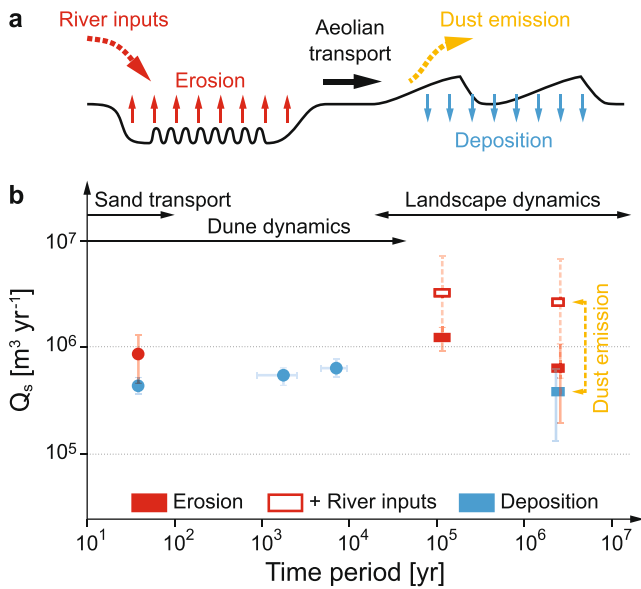 a
River inputs
Erosion
Aeolian
transport
Dust emission
Deposition
b
Sand transport
Landscape dynamics
Dune dynamics
Qₛ [m³ yr⁻¹]
10⁷
10⁶
10⁵
Dust emission
Erosion
+ River inputs
Deposition
10¹ 10² 10³ 10⁴ 10⁵ 10⁶ 10⁷
Time period [yr]